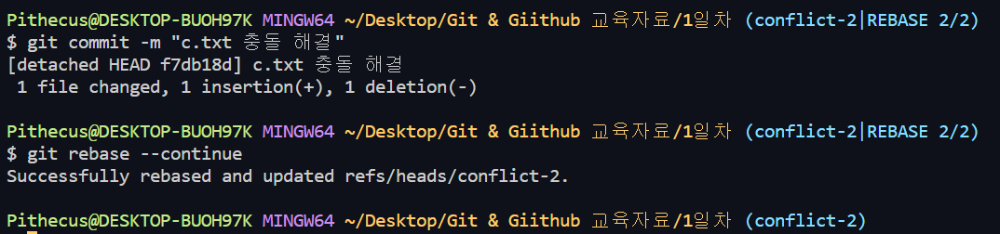 Pithecus@DESKTOP-BUOH97K MINGW64 ~/Desktop/Git & Giithub 교육자료/1일차 (conflict-2|REBASE 2/2)
$ git commit -m "c.txt 충돌 해결"
[detached HEAD f7db18d] c.txt 충돌 해결
 1 file changed, 1 insertion(+), 1 deletion(-)
Pithecus@DESKTOP-BUOH97K MINGW64 ~/Desktop/Git & Giithub 교육자료/1일차 (conflict-2|REBASE 2/2)
$ git rebase --continue
Successfully rebased and updated refs/heads/conflict-2.
Pithecus@DESKTOP-BUOH97K MINGW64 ~/Desktop/Git & Giithub 교육자료/1일차 (conflict-2)